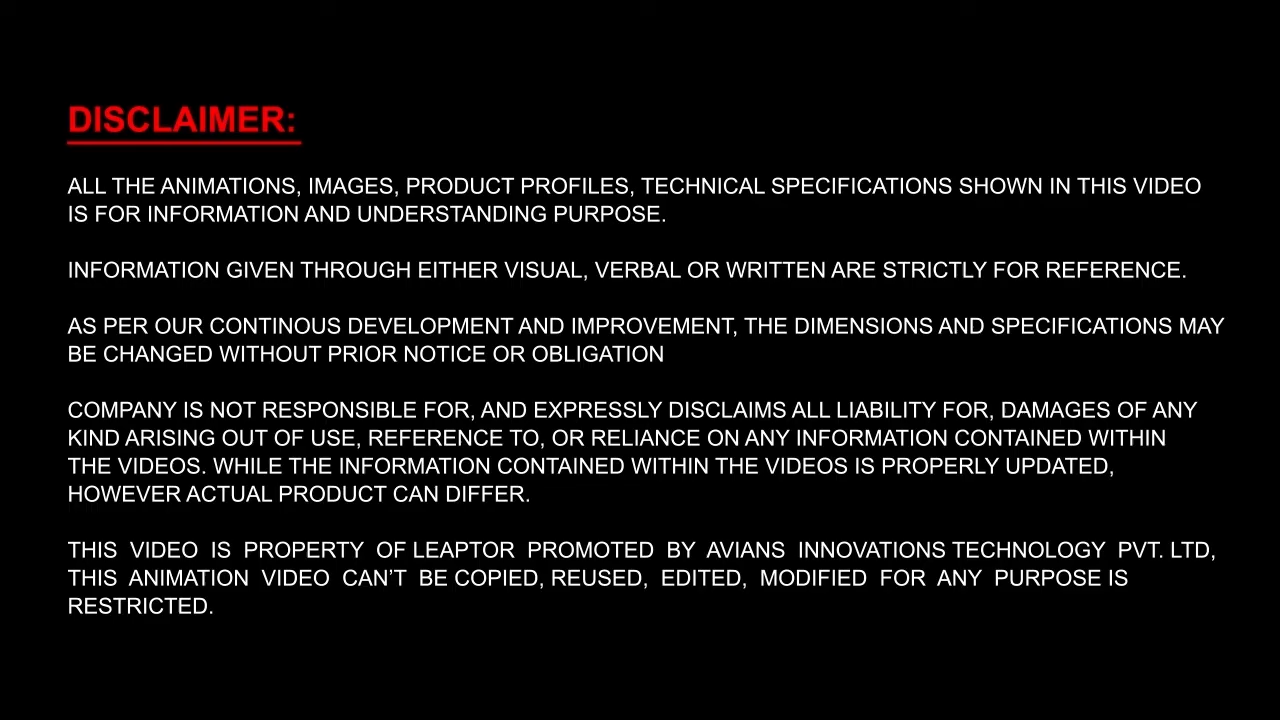 DISCLAIMER:
ALL THE ANIMATIONS, IMAGES, PRODUCT PROFILES, TECHNICAL SPECIFICATIONS SHOWN IN THIS VIDEO
IS FOR INFORMATION AND UNDERSTANDING PURPOSE.
INFORMATION GIVEN THROUGH EITHER VISUAL, VERBAL OR WRITTEN ARE STRICTLY FOR REFERENCE.
AS PER OUR CONTINOUS DEVELOPMENT AND IMPROVEMENT, THE DIMENSIONS AND SPECIFICATIONS MAY
BE CHANGED WITHOUT PRIOR NOTICE OR OBLIGATION
COMPANY IS NOT RESPONSIBLE FOR, AND EXPRESSLY DISCLAIMS ALL LIABILITY FOR, DAMAGES OF ANY
KIND ARISING OUT OF USE, REFERENCE TO, OR RELIANCE ON ANY INFORMATION CONTAINED WITHIN
THE VIDEOS. WHILE THE INFORMATION CONTAINED WITHIN THE VIDEOS IS PROPERLY UPDATED,
HOWEVER ACTUAL PRODUCT CAN DIFFER.
THIS VIDEO IS PROPERTY OF LEAPTOR PROMOTED BY AVIANS INNOVATIONS TECHNOLOGY PVT. LTD,
THIS ANIMATION VIDEO CAN’T BE COPIED, REUSED, EDITED, MODIFIED FOR ANY PURPOSE IS
RESTRICTED.